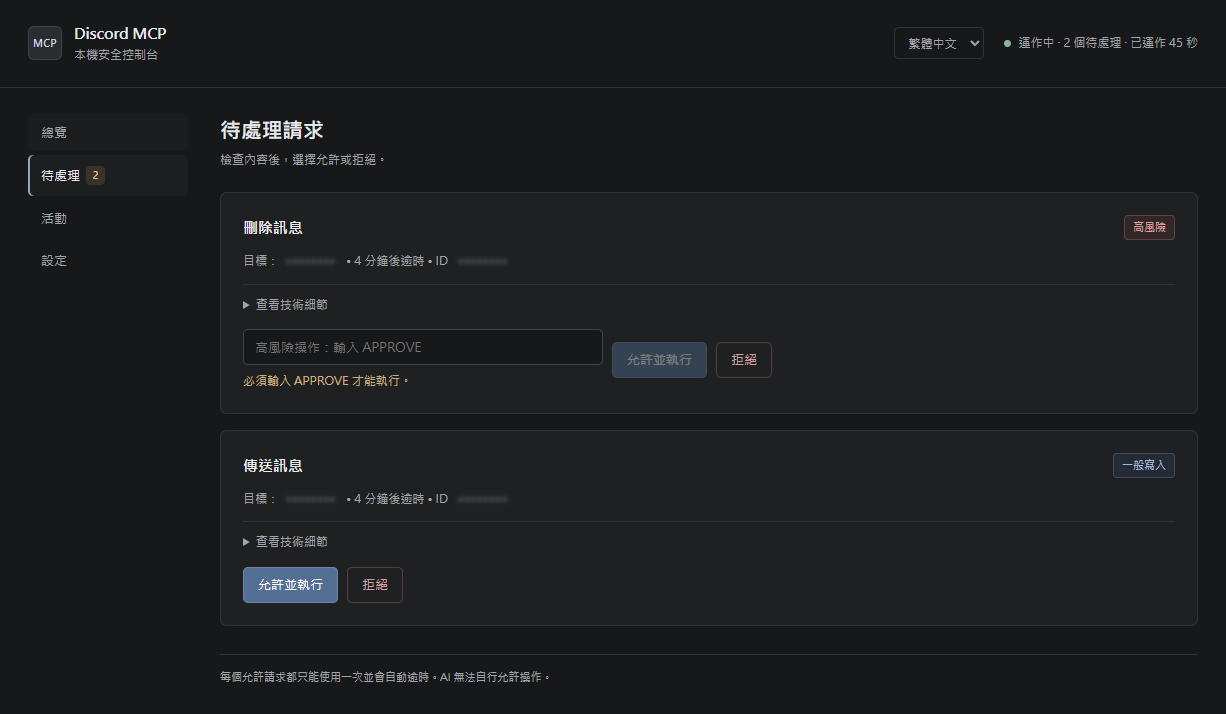 MCP
Discord MCP
本機安全控制台
繁體中文
運作中 · 2 個待處理 · 已運作 45 秒
總覽
待處理 2
活動
設定
待處理請求
檢查內容後，選擇允許或拒絕。
刪除訊息
高風險
目標： • 4 分鐘後逾時 • ID
查看技術細節
高風險操作：輸入 APPROVE
允許並執行
拒絕
必須輸入 APPROVE 才能執行。
傳送訊息
一般寫入
目標： • 4 分鐘後逾時 • ID
查看技術細節
允許並執行
拒絕
每個允許請求都只能使用一次並會自動逾時。AI 無法自行允許操作。